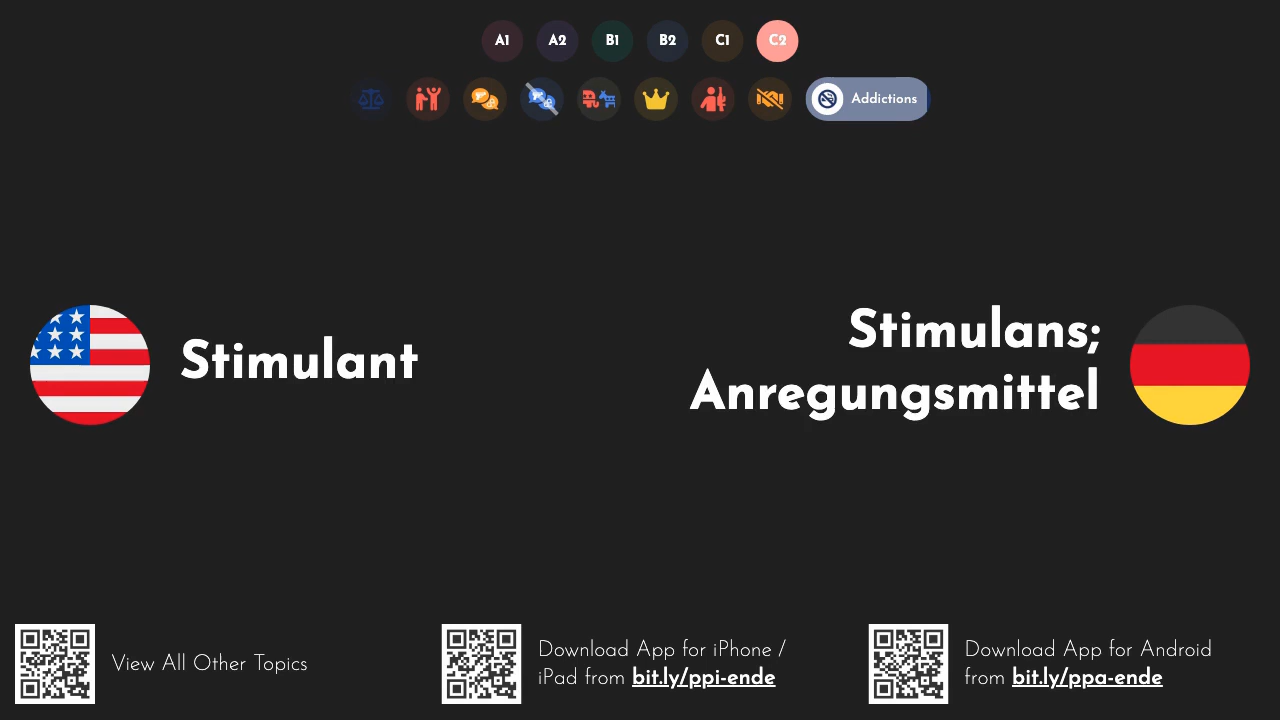 A1 A2 B1 B2 C1 C2
Addictions
Stimulant
Stimulans;
Anregungsmittel
View All Other Topics
Download App for iPhone /
iPad from bit.ly/ppi-ende
Download App for Android
from bit.ly/ppa-ende